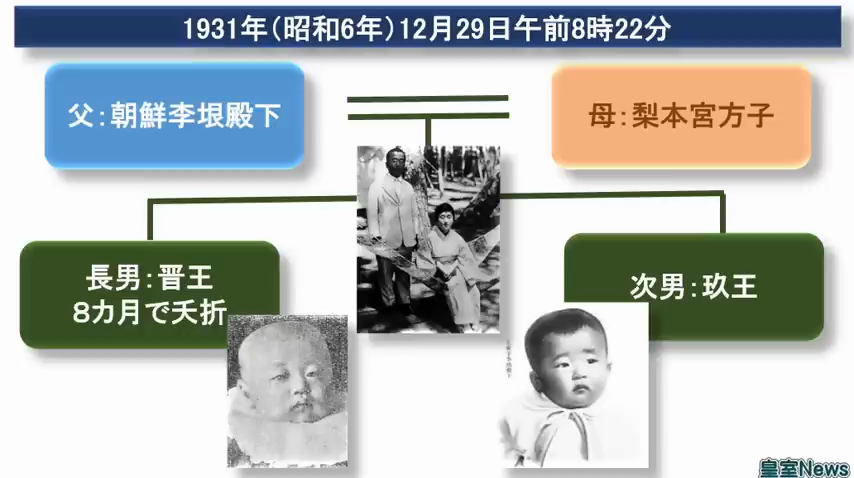 1931年(昭和6年)12月29日午前8時22分
父:朝鮮李垠殿下
母:梨本宮方子
長男:晋王
8カ月で夭折
次男:玖王
皇室News